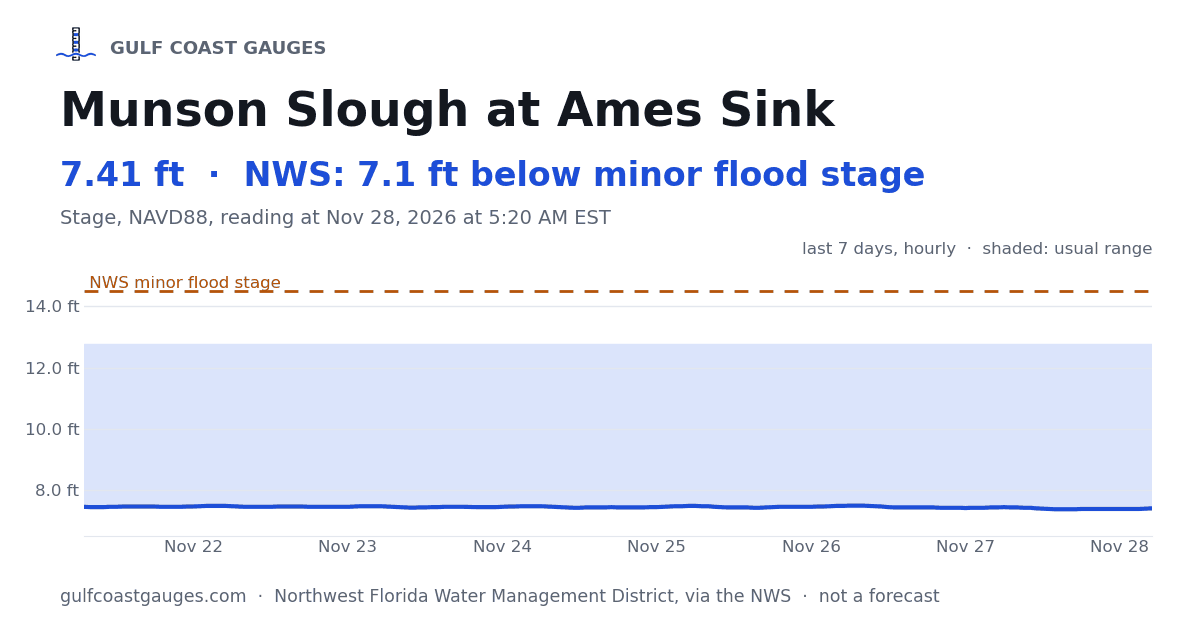 GULF COAST GAUGES
Munson Slough at Ames Sink
7.41 ft · NWS: 7.1 ft below minor flood stage
Stage, NAVD88, reading at Nov 28, 2026 at 5:20 AM EST
last 7 days, hourly · shaded: usual range
NWS minor flood stage
14.0 ft
12.0 ft
10.0 ft
8.0 ft
Nov 22 Nov 23 Nov 24 Nov 25 Nov 26 Nov 27 Nov 28
gulfcoastgauges.com · Northwest Florida Water Management District, via the NWS · not a forecast